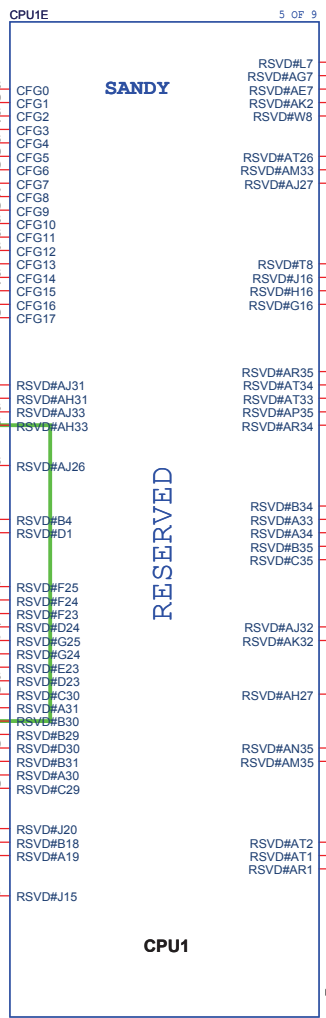 CPU1E
5 OF 9
SANDY
CFG0
CFG1
CFG2
CFG3
CFG4
CFG5
CFG6
CFG7
CFG8
CFG9
CFG10
CFG11
CFG12
CFG13
CFG14
CFG15
CFG16
CFG17
RSVD#AJ31
RSVD#AH31
RSVD#AJ33
RSVD#AH33
RSVD#AJ26
RSVD#B4
RSVD#D1
RSVD#F25
RSVD#F24
RSVD#F23
RSVD#D24
RSVD#G25
RSVD#G24
RSVD#E23
RSVD#D23
RSVD#C30
RSVD#A31
RSVD#B30
RSVD#B29
RSVD#D30
RSVD#B31
RSVD#A30
RSVD#C29
RSVD#J20
RSVD#B18
RSVD#A19
RSVD#J15
RESERVED
RSVD#L7
RSVD#AG7
RSVD#AE7
RSVD#AK2
RSVD#W8
RSVD#AT26
RSVD#AM33
RSVD#AJ27
RSVD#T8
RSVD#J16
RSVD#H16
RSVD#G16
RSVD#AR35
RSVD#AT34
RSVD#AT33
RSVD#AP35
RSVD#AR34
RSVD#B34
RSVD#A33
RSVD#A34
RSVD#B35
RSVD#C35
RSVD#AJ32
RSVD#AK32
RSVD#AH27
RSVD#AN35
RSVD#AM35
RSVD#AT2
RSVD#AT1
RSVD#AR1
CPU1